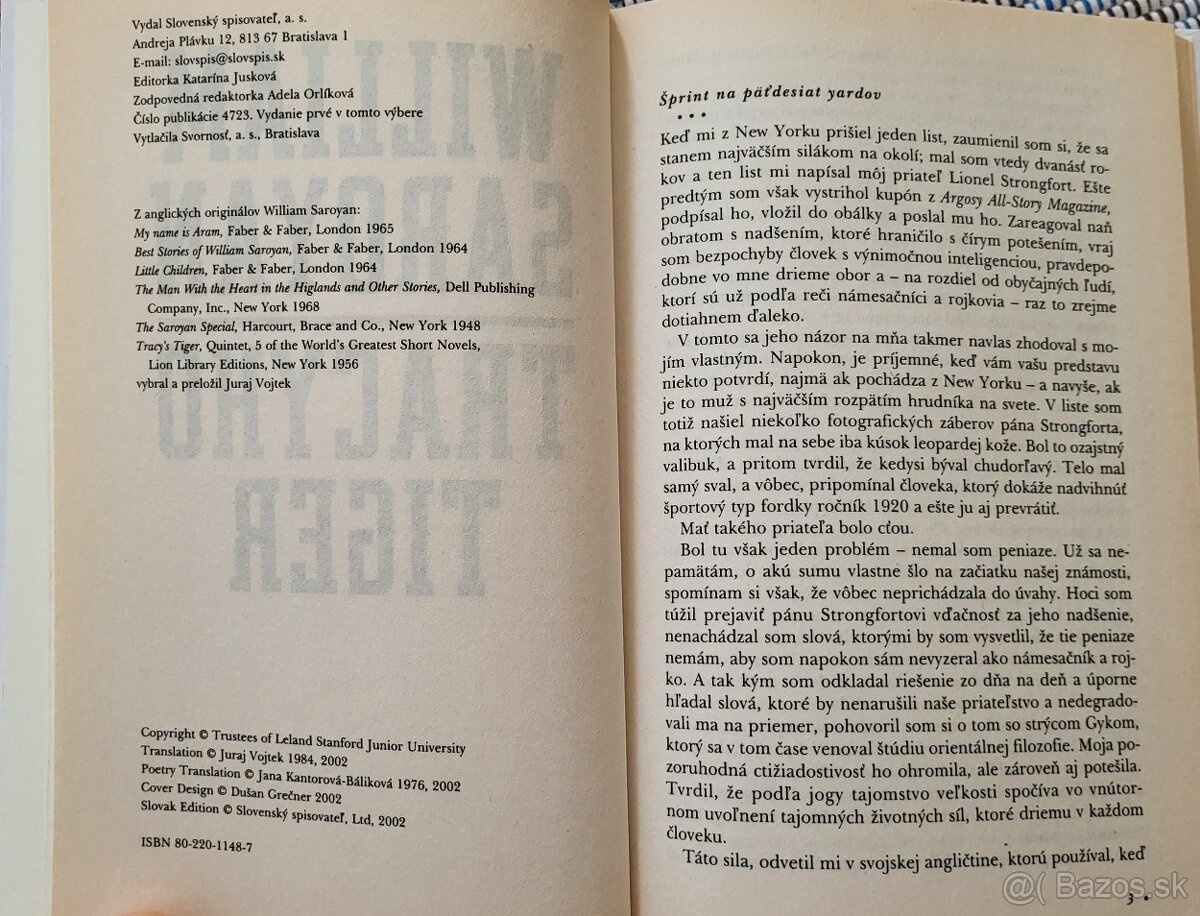 Vydal Slovenský spisovateľ, a. s.
Andreja Plávku 12, 813 67 Bratislava 1
E-mail: slovspis@slovspis.sk
Editorka Katarína Jusková
Zodpovedná redaktorka Adela Orlíková
Číslo publikácie 4723. Vydanie prvé v tomto výbere
Vytlačila Svornosť, a. s., Bratislava
Z anglických originálov William Saroyan:
My name is Aram, Faber & Faber, London 1965
Best Stories of William Saroyan, Faber & Faber, London 1964
Little Children, Faber & Faber, London 1964
The Man With the Heart in the Higlands and Other Stories, Dell Publishing
Company, Inc., New York 1968
The Saroyan Special, Harcourt, Brace and Co., New York 1948
Tracy's Tiger, Quintet, 5 of the World's Greatest Short Novels,
Lion Library Editions, New York 1956
vybral a preložil Juraj Vojtek
Copyright © Trustees of Leland Stanford Junior University
Translation © Juraj Vojtek 1984, 2002
Poetry Translation © Jana Kantorová-Báliková 1976, 2002
Cover Design © Dušan Grečner 2002
Slovak Edition © Slovenský spisovateľ, Ltd, 2002
ISBN 80-220-1148-7
Šprint na päťdesiat yardov
• • •
Keď mi z New Yorku prišiel jeden list, zaumienil som si, že sa
stanem najväčším silákom na okolí; mal som vtedy dvanásť ro-
kov a ten list mi napísal môj priateľ Lionel Strongfort. Ešte
predtým som však vystrihol kupón z Argosy All-Story Magazine,
podpísal ho, vložil do obálky a poslal mu ho. Zareagoval naň
obratom s nadšením, ktoré hraničilo s čírym potešením, vraj
som bezpochyby človek s výnimočnou inteligenciou, pravdepo-
dobne vo mne drieme obor a – na rozdiel od obyčajných ľudí,
ktorí sú už podľa reči námesačníci a rojkovia – raz to zrejme
dotiahnem ďaleko.
V tomto sa jeho názor na mňa takmer navlas zhodoval s mo-
jím vlastným. Napokon, je príjemné, keď vám vašu predstavu
niekto potvrdí, najmä ak pochádza z New Yorku – a navyše, ak
je to muž s najväčším rozpätím hrudníka na svete. V liste som
totiž našiel niekoľko fotografických záberov pána Strongforta,
na ktorých mal na sebe iba kúsok leopardej kože. Bol to ozajstný
valibuk, a pritom tvrdil, že kedysi býval chudorľavý. Telo mal
samý sval, a vôbec, pripomínal človeka, ktorý dokáže nadvihnúť
športový typ fordky ročník 1920 a ešte ju aj prevrátiť.
Mať takého priateľa bolo cťou.
Bol tu však jeden problém – nemal som peniaze. Už sa ne-
pamätám, o akú sumu vlastne šlo na začiatku našej známosti,
spomínam si však, že vôbec neprichádzala do úvahy. Hoci som
túžil prejaviť pánu Strongfortovi vďačnosť za jeho nadšenie,
nenachádzal som slová, ktorými by som vysvetlil, že tie peniaze
nemám, aby som napokon sám nevyzeral ako námesačník a roj-
ko. A tak kým som odkladal riešenie zo dňa na deň a úporne
hľadal slová, ktoré by nenarušili naše priateľstvo a nedegrado-
vali ma na priemer, pohovoril som si o tom so strýcom Gykom,
ktorý sa v tom čase venoval štúdiu orientálnej filozofie. Moja po-
zoruhodná ctižiadostivosť ho ohromila, ale zároveň aj potešila.
Tvrdil, že podľa jogy tajomstvo veľkosti spočíva vo vnútor-
nom uvoľnení tajomných životných síl, ktoré driemu v každom
človeku.
Táto sila, odvetil mi v svojskej angličtine, ktorú používal, keď
3 •
@( Bazos.sk
WILLIAM
SAROYAN
TRACYHO
TIGER